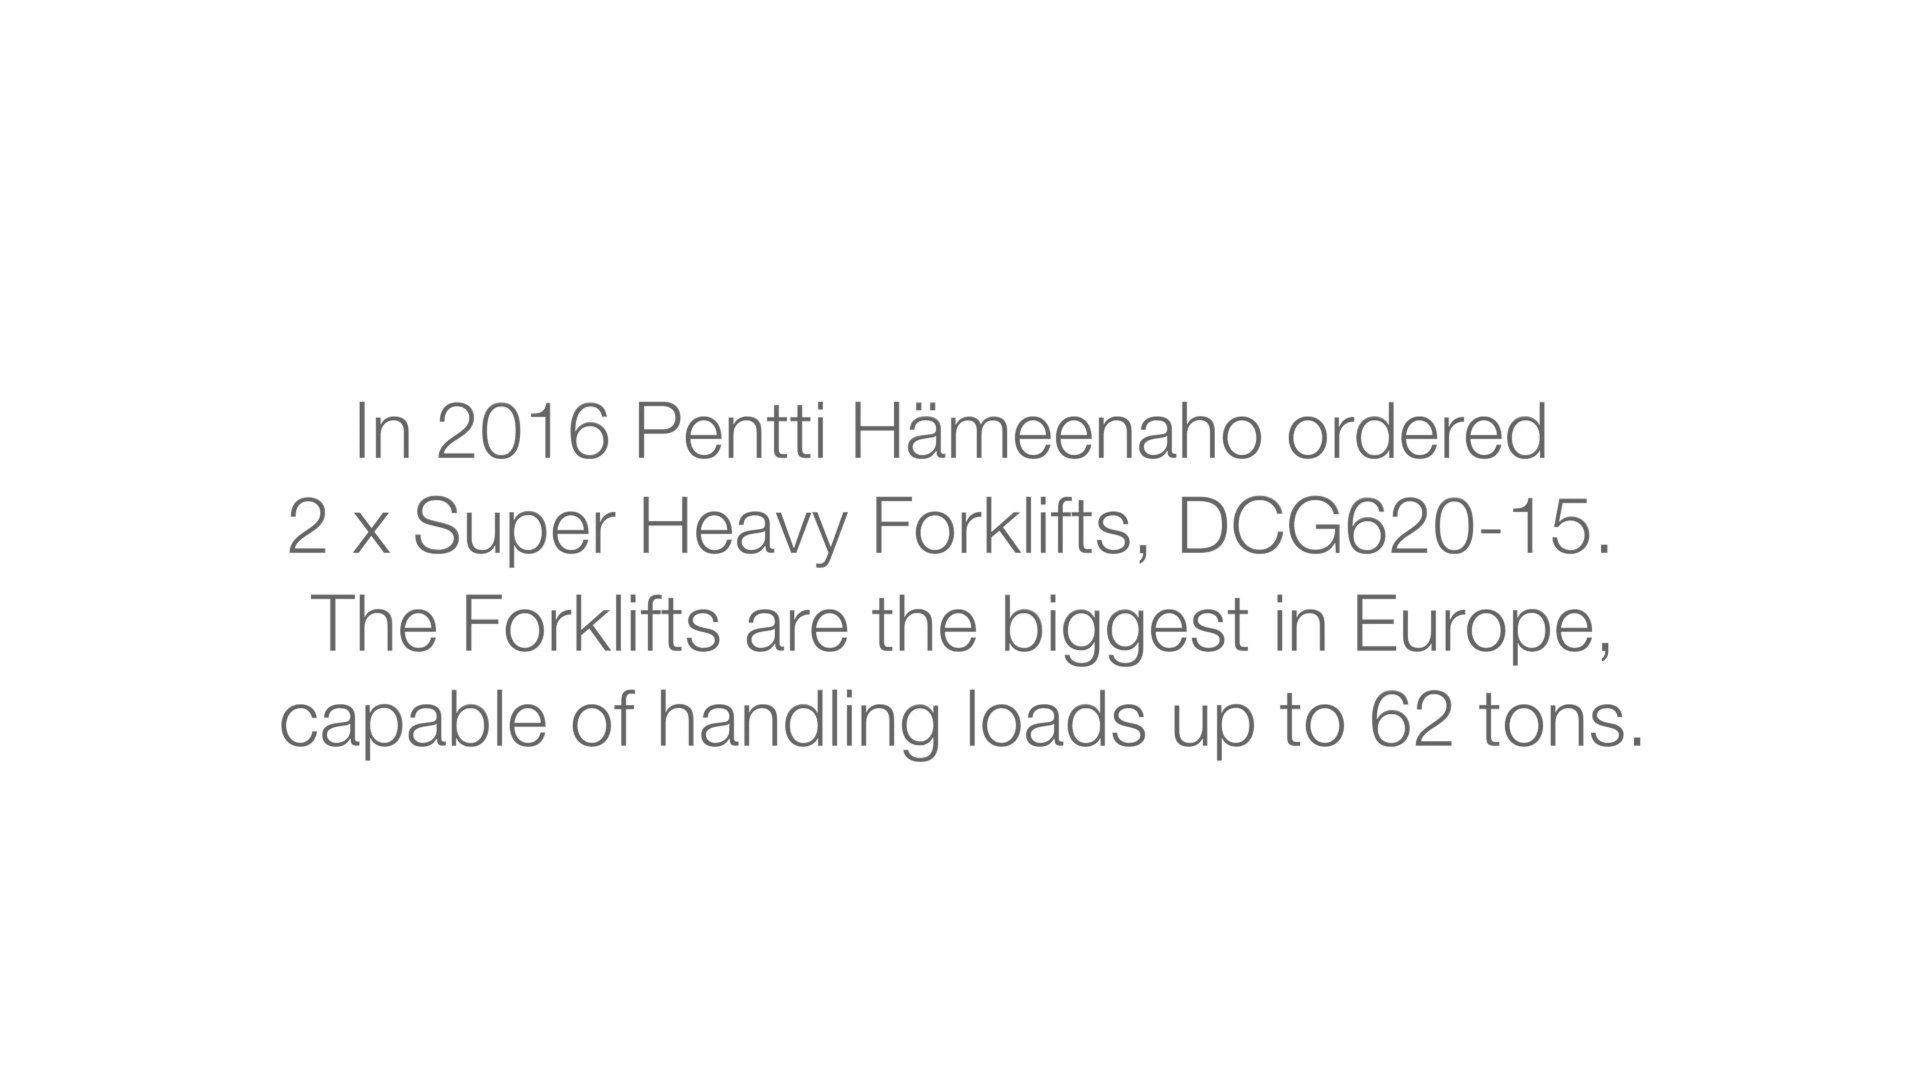 In 2016 Pentti Hämeenaho ordered
2 x Super Heavy Forklifts, DCG620-15.
The Forklifts are the biggest in Europe,
capable of handling loads up to 62 tons.